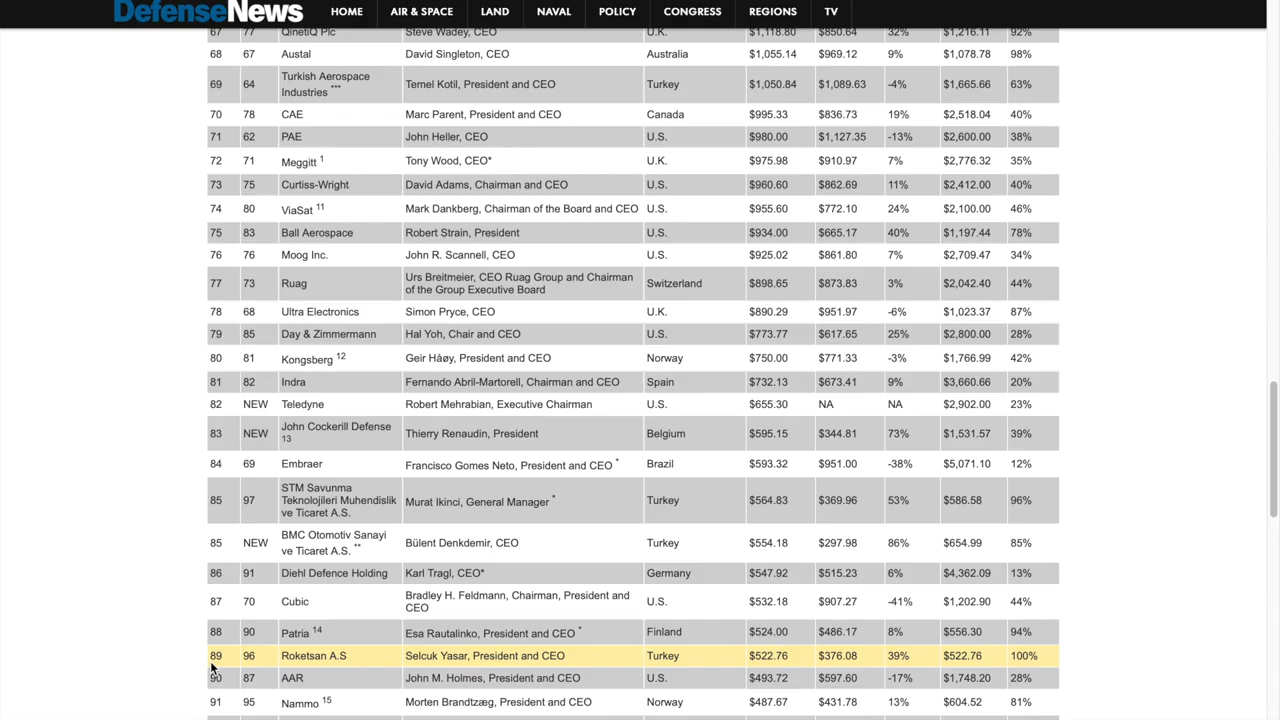 DefenseNews HOME AIR & SPACE LAND NAVAL POLICY CONGRESS REGIONS TV
67 77 QinetiQ Plc Steve Wadey, CEO U.K. $1,118.80 $850.64 32% $1,216.11 92%
68 67 Austal David Singleton, CEO Australia $1,055.14 $969.12 9% $1,078.78 98%
69 64 Turkish Aerospace Industries *** Temel Kotil, President and CEO Turkey $1,050.84 $1,089.63 -4% $1,665.66 63%
70 78 CAE Marc Parent, President and CEO Canada $995.33 $836.73 19% $2,518.04 40%
71 62 PAE John Heller, CEO U.S. $980.00 $1,127.35 -13% $2,600.00 38%
72 71 Meggitt 1 Tony Wood, CEO* U.K. $975.98 $910.97 7% $2,776.32 35%
73 75 Curtiss-Wright David Adams, Chairman and CEO U.S. $960.60 $862.69 11% $2,412.00 40%
74 80 ViaSat 11 Mark Dankberg, Chairman of the Board and CEO U.S. $955.60 $772.10 24% $2,100.00 46%
75 83 Ball Aerospace Robert Strain, President U.S. $934.00 $665.17 40% $1,197.44 78%
76 76 Moog Inc. John R. Scannell, CEO U.S. $925.02 $861.80 7% $2,709.47 34%
77 73 Ruag Urs Breitmeier, CEO Ruag Group and Chairman of the Group Executive Board Switzerland $898.65 $873.83 3% $2,042.40 44%
78 68 Ultra Electronics Simon Pryce, CEO U.K. $890.29 $951.97 -6% $1,023.37 87%
79 85 Day & Zimmermann Hal Yoh, Chair and CEO U.S. $773.77 $617.65 25% $2,800.00 28%
80 81 Kongsberg 12 Geir Håøy, President and CEO Norway $750.00 $771.33 -3% $1,766.99 42%
81 82 Indra Fernando Abril-Martorell, Chairman and CEO Spain $732.13 $673.41 9% $3,660.66 20%
82 NEW Teledyne Robert Mehrabian, Executive Chairman U.S. $655.30 NA NA $2,902.00 23%
83 NEW John Cockerill Defense 13 Thierry Renaudin, President Belgium $595.15 $344.81 73% $1,531.57 39%
84 69 Embraer Francisco Gomes Neto, President and CEO * Brazil $593.32 $951.00 -38% $5,071.10 12%
85 97 STM Savunma Teknolojileri Muhendislik ve Ticaret A.S. Murat Ikinci, General Manager * Turkey $564.83 $369.96 53% $586.58 96%
85 NEW BMC Otomotiv Sanayi ve Ticaret A.S. ** Bülent Denkdemir, CEO Turkey $554.18 $297.98 86% $654.99 85%
86 91 Diehl Defence Holding Karl Tragl, CEO* Germany $547.92 $515.23 6% $4,362.09 13%
87 70 Cubic Bradley H. Feldmann, Chairman, President and CEO U.S. $532.18 $907.27 -41% $1,202.90 44%
88 90 Patria 14 Esa Rautalinko, President and CEO * Finland $524.00 $486.17 8% $556.30 94%
89 96 Roketsan A.S Selcuk Yasar, President and CEO Turkey $522.76 $376.08 39% $522.76 100%
90 87 AAR John M. Holmes, President and CEO U.S. $493.72 $597.60 -17% $1,748.20 28%
91 95 Nammo 15 Morten Brandtzæg, President and CEO Norway $487.67 $431.78 13% $604.52 81%